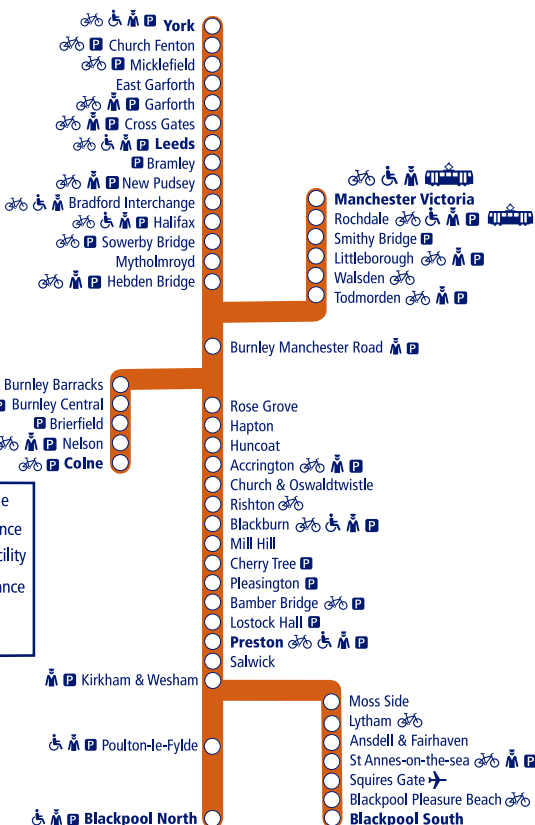 York
P Church Fenton
P Micklefield
East Garforth
P Garforth
P Cross Gates
P Leeds
P Bramley
P New Pudsey
Bradford Interchange
P Halifax
P Sowerby Bridge
Mytholmroyd
P Hebden Bridge
Manchester Victoria
Rochdale P
Smithy Bridge P
Littleborough P
Walsden
Todmorden P
Burnley Manchester Road P
Burnley Barracks
P Burnley Central
P Brierfield
P Nelson
P Colne
Rose Grove
Hapton
Huncoat
Accrington P
Church & Oswaldtwistle
Rishton
Blackburn P
Mill Hill
Cherry Tree P
Pleasington P
Bamber Bridge P
Lostock Hall P
Preston P
Salwick
P Kirkham & Wesham
Moss Side
Lytham
Ansdell & Fairhaven
St Annes-on-the-sea P
Squires Gate
Blackpool Pleasure Beach
Blackpool South
P Poulton-le-Fylde
P Blackpool North